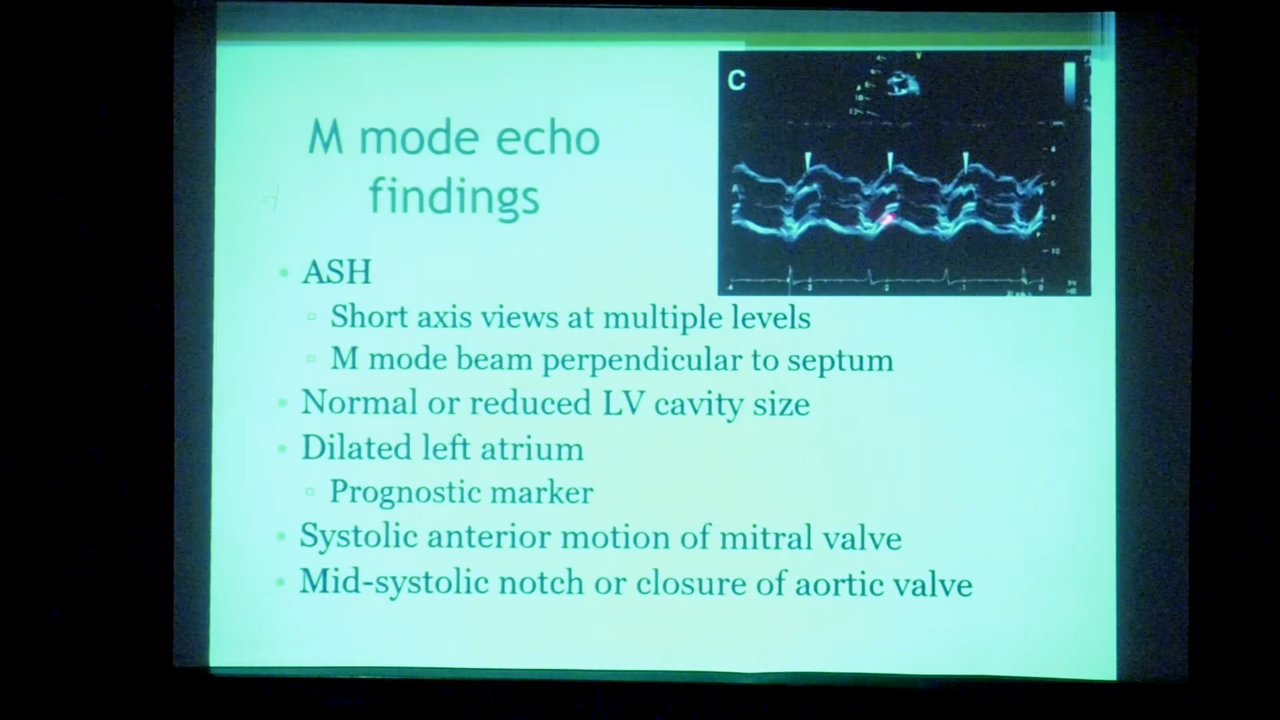 M mode echo
findings
C
ASH
Short axis views at multiple levels
M mode beam perpendicular to septum
Normal or reduced LV cavity size
Dilated left atrium
Prognostic marker
Systolic anterior motion of mitral valve
Mid-systolic notch or closure of aortic valve